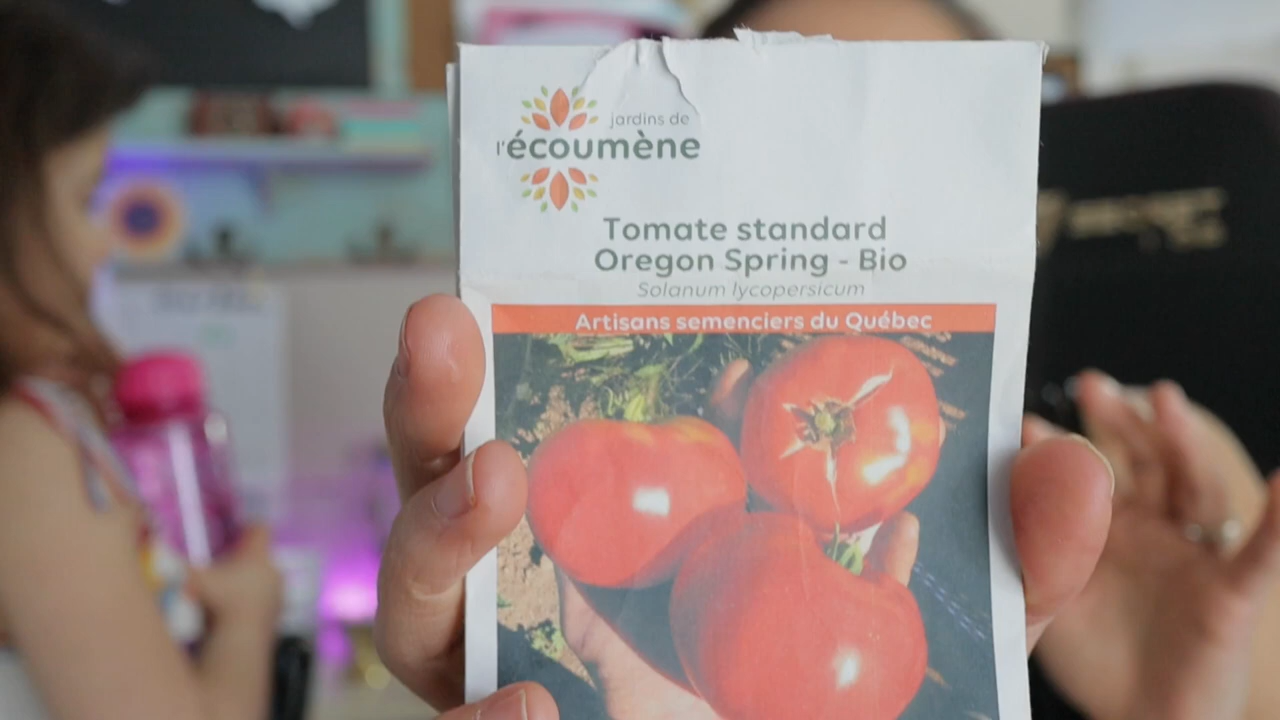 jardins de
l'écoumène
Tomate standard
Oregon Spring - Bio
Solanum lycopersicum
Artisans semenciers du Québec